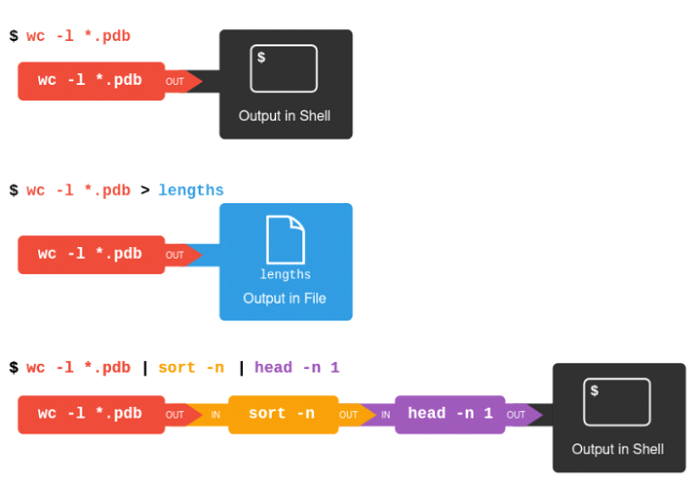 $ wc -l *.pdb
wc -l *.pdb OUT
$
Output in Shell
$ wc -l *.pdb > lengths
wc -l *.pdb OUT
lengths
Output in File
$ wc -l *.pdb | sort -n | head -n 1
wc -l *.pdb OUT IN sort -n OUT IN head -n 1 OUT
$
Output in Shell